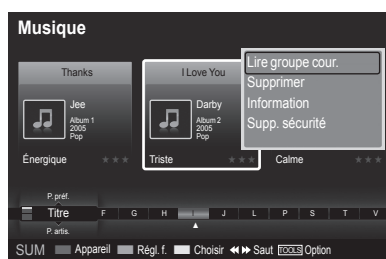 Musique
Thanks
I Love You
Lire groupe cour.
Supprimer
Information
Supp. sécurité
Jee
Album 1
2005
Pop
Darby
Album 2
2005
Pop
Énergique ★★★
Triste ★★★
Calme ★★★
P. préf.
Titre F G H I J L P S T V
P. artis.
SUM Appareil Régl. f. Choisir ◀◀ ▶▶ Saut TOOLS Option